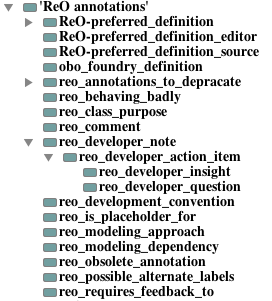 'ReO annotations'
ReO-preferred_definition
ReO-preferred_definition_editor
ReO-preferred_definition_source
obo_foundry_definition
reo_annotations_to_depracate
reo_behaving_badly
reo_class_purpose
reo_comment
reo_developer_note
reo_developer_action_item
reo_developer_insight
reo_developer_question
reo_development_convention
reo_is_placeholder_for
reo_modeling_approach
reo_modeling_dependency
reo_obsolete_annotation
reo_possible_alternate_labels
reo_requires_feedback_to